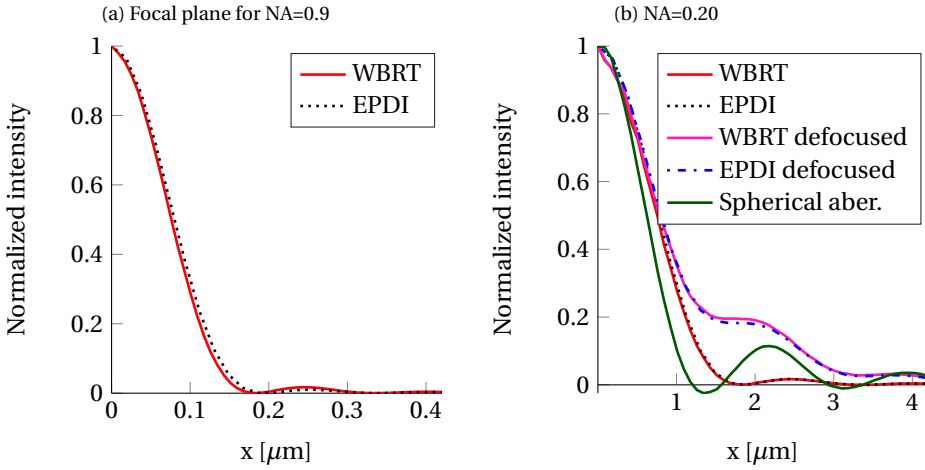 (a) Focal plane for NA=0.9
Normalized intensity
1
0.8
0.6
0.4
0.2
0
0 0.1 0.2 0.3 0.4
x [μm]
WBRT
EPDI
(b) NA=0.20
Normalized intensity
1
0.8
0.6
0.4
0.2
0
1 2 3 4
x [μm]
WBRT
EPDI
WBRT defocused
EPDI defocused
Spherical aber.